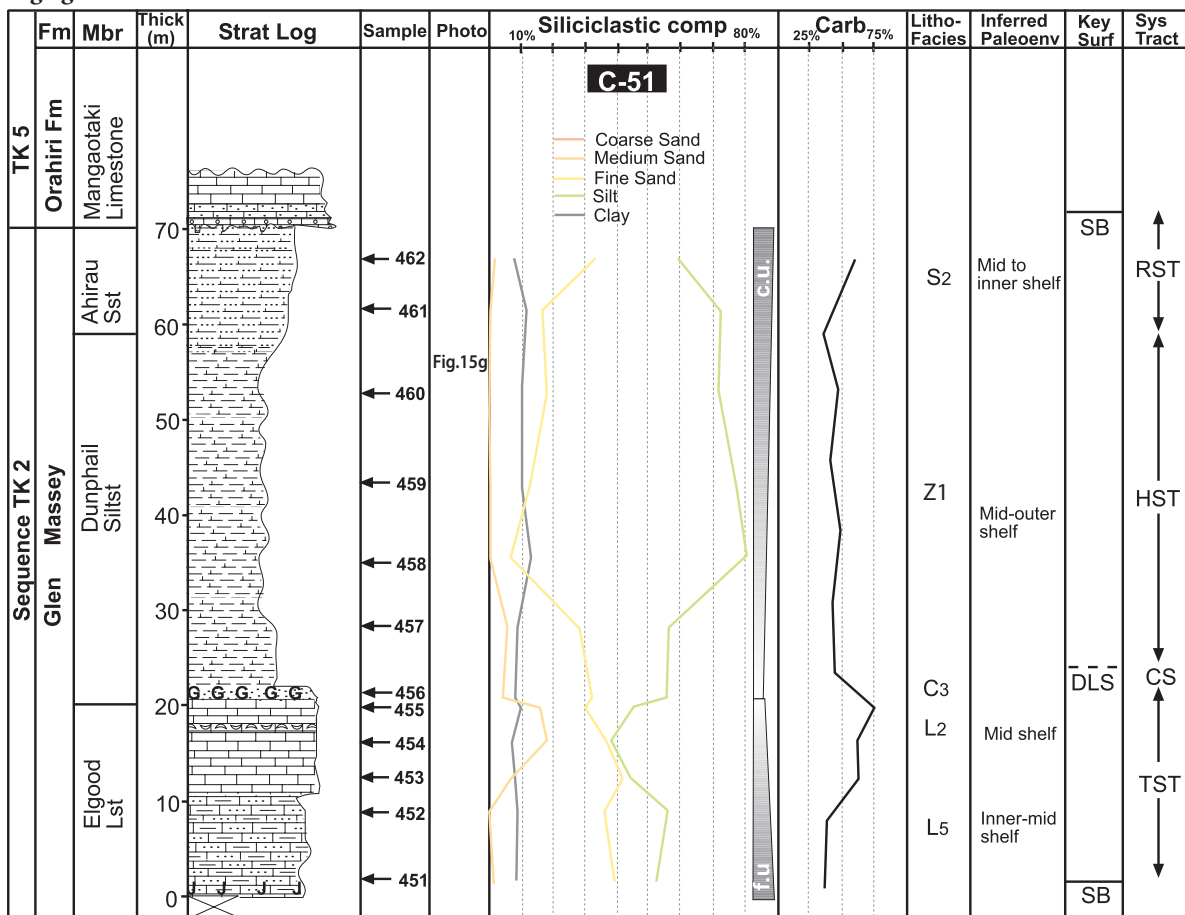 Fm
Mbr
Thick
(m)
Strat Log
Sample
Photo
Siliciclastic comp
10%
80%
Carb
25%
75%
Litho-
Facies
Inferred
Paleoenv
Key
Surf
Sys
Tract
C-51
Coarse Sand
Medium Sand
Fine Sand
Silt
Clay
TK 5
Orahiri Fm
Mangaotaki
Limestone
70
SB
462
c.u.
S2
Mid to
inner shelf
RST
Ahirau
Sst
461
60
Fig.15g
460
50
Sequence TK 2
Glen Massey
Dunphail
Siltst
459
Z1
Mid-outer
shelf
HST
40
458
30
457
G G G G G
456
C3
DLS
CS
20
455
L2
Mid shelf
454
453
TST
Elgood
Lst
10
452
L5
Inner-mid
shelf
451
f.u
J J J J
0
SB